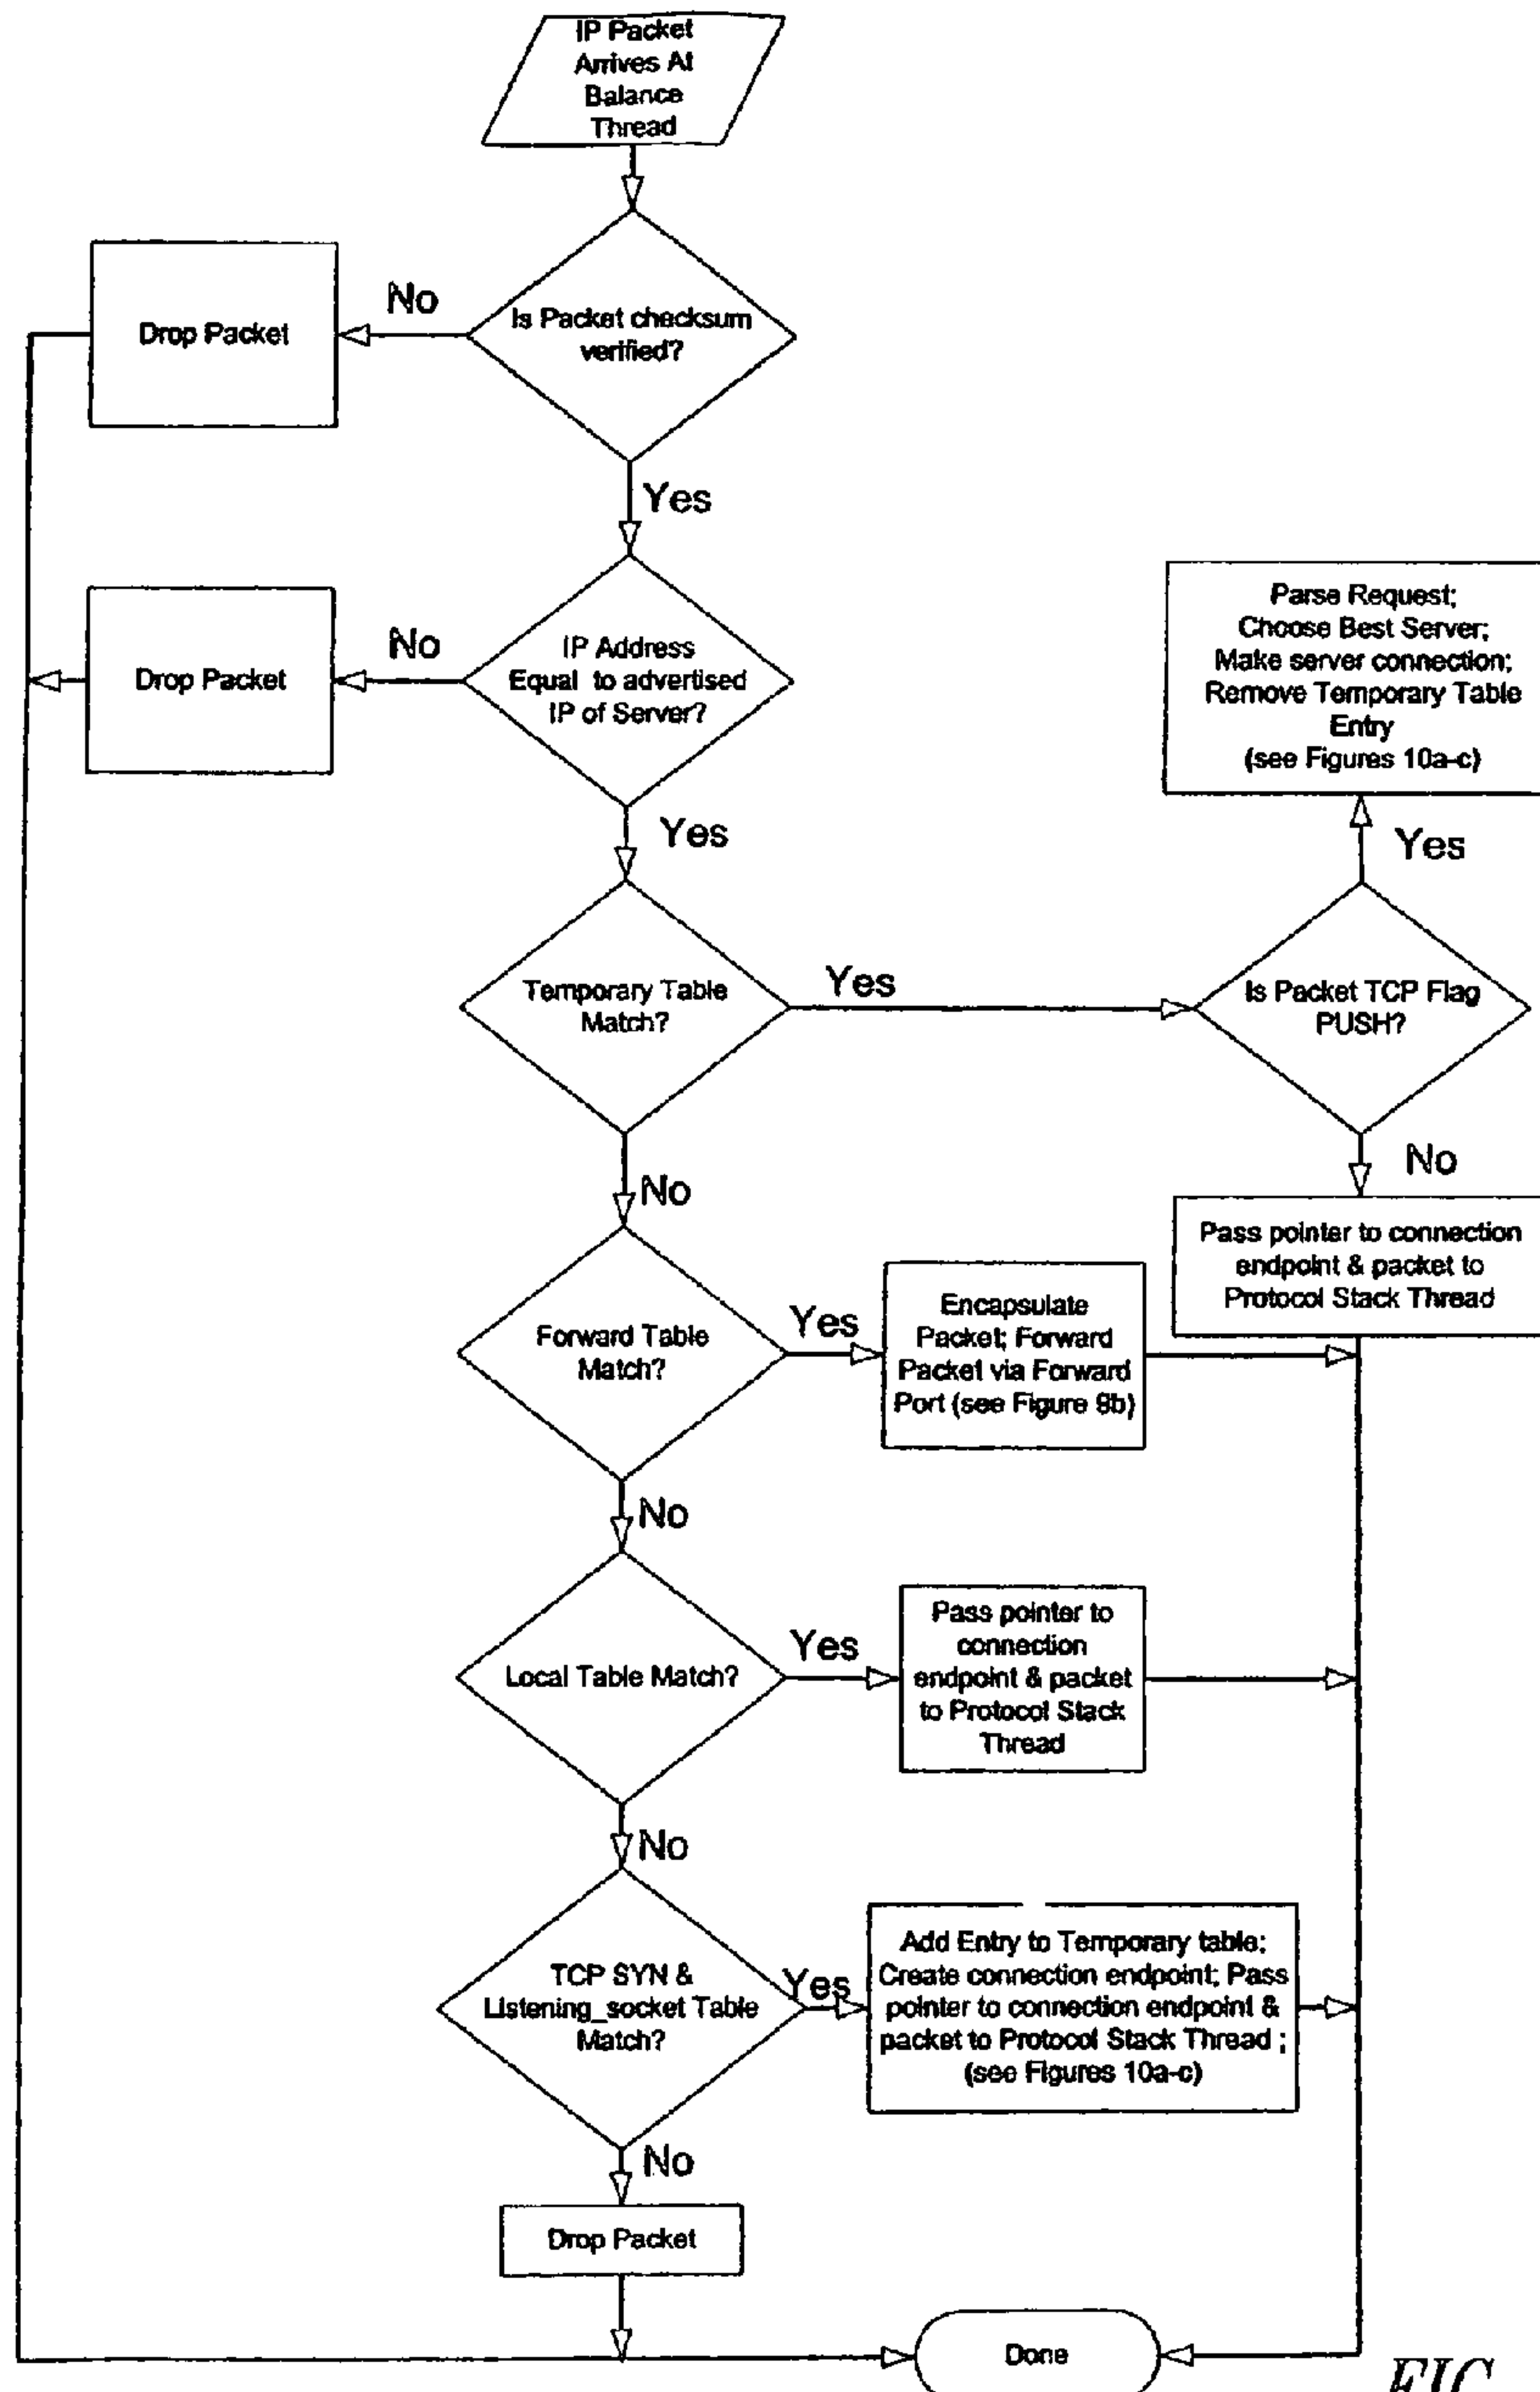 IP Packet
Arrives At
Balance
Thread
Is Packet checksum
verified?
No
Drop Packet
Yes
IP Address
Equal to advertised
IP of Server?
No
Drop Packet
Yes
Parse Request;
Choose Best Server;
Make server connection;
Remove Temporary Table
Entry
(see Figures 10a-c)
Yes
Temporary Table
Match?
Yes
Is Packet TCP Flag
PUSH?
No
No
Pass pointer to connection
endpoint & packet to
Protocol Stack Thread
Forward Table
Match?
Yes
Encapsulate
Packet; Forward
Packet via Forward
Port (see Figure 9b)
No
Local Table Match?
Yes
Pass pointer to
connection
endpoint & packet
to Protocol Stack
Thread
No
TCP SYN &
Listening_socket Table
Match?
Yes
Add Entry to Temporary table;
Create connection endpoint; Pass
pointer to connection endpoint &
packet to Protocol Stack Thread ;
(see Figures 10a-c)
No
Drop Packet
Done